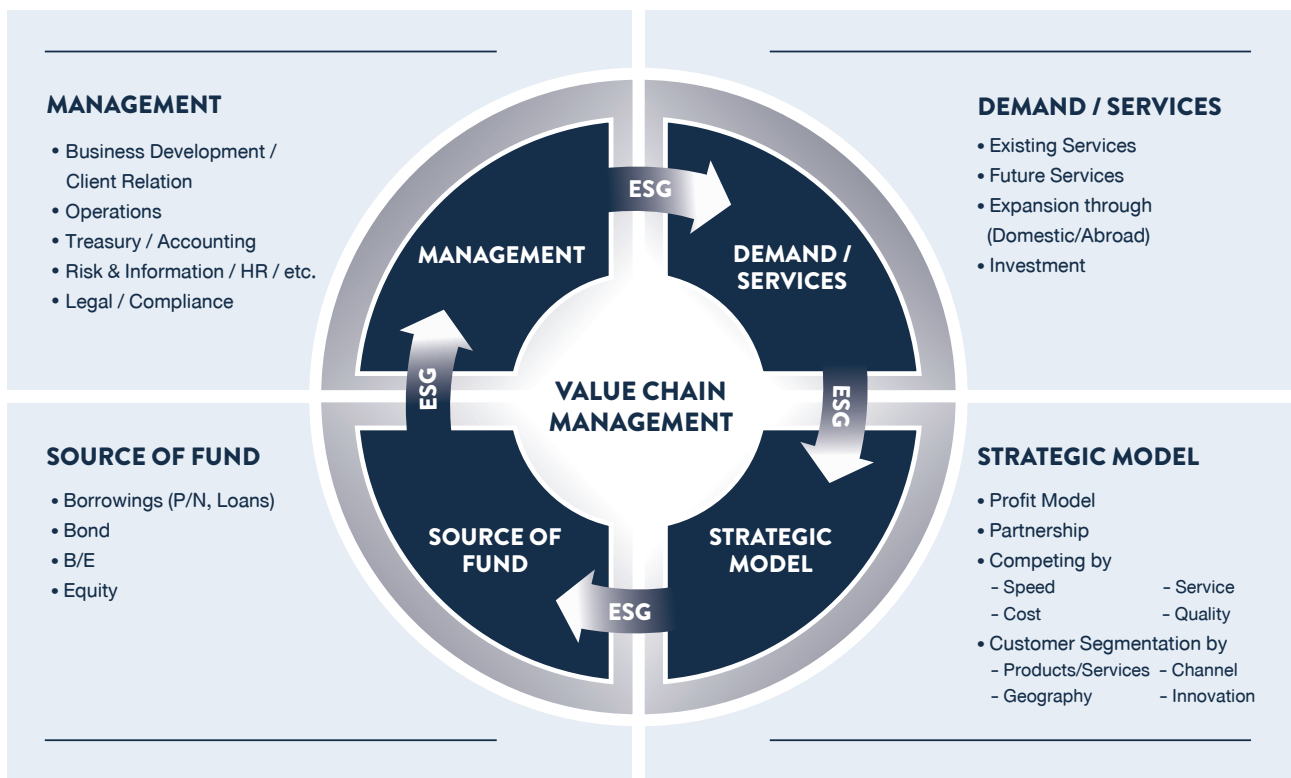 MANAGEMENT
• Business Development /
Client Relation
• Operations
• Treasury / Accounting
• Risk & Information / HR / etc.
• Legal / Compliance
DEMAND / SERVICES
• Existing Services
• Future Services
• Expansion through
(Domestic/Abroad)
• Investment
ESG
MANAGEMENT
DEMAND /
SERVICES
ESG
VALUE CHAIN
MANAGEMENT
ESG
SOURCE OF
FUND
STRATEGIC
MODEL
ESG
SOURCE OF FUND
• Borrowings (P/N, Loans)
• Bond
• B/E
• Equity
STRATEGIC MODEL
• Profit Model
• Partnership
• Competing by
– Speed – Service
– Cost – Quality
• Customer Segmentation by
– Products/Services – Channel
– Geography – Innovation